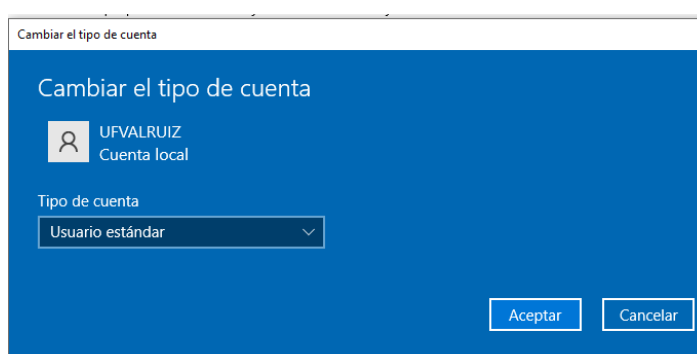 Cambiar el tipo de cuenta
Cambiar el tipo de cuenta
UFVALRUIZ
Cuenta local
Tipo de cuenta
Usuario estándar
Aceptar
Cancelar